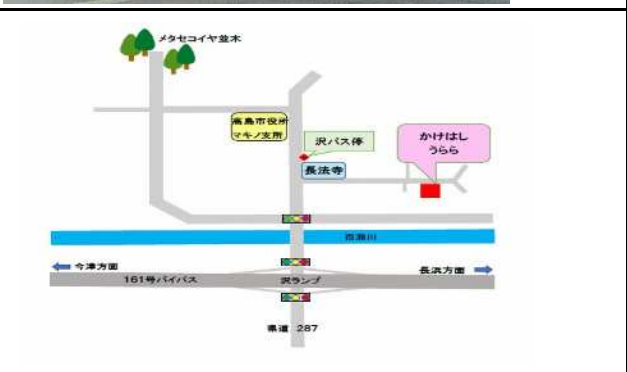 メタセコイヤ並木
高島市役所
マキノ支所
沢バス停
かけはし
うらら
長法寺
百瀬川
今津方面
長浜方面
161号バイパス
沢ランプ
県道 287